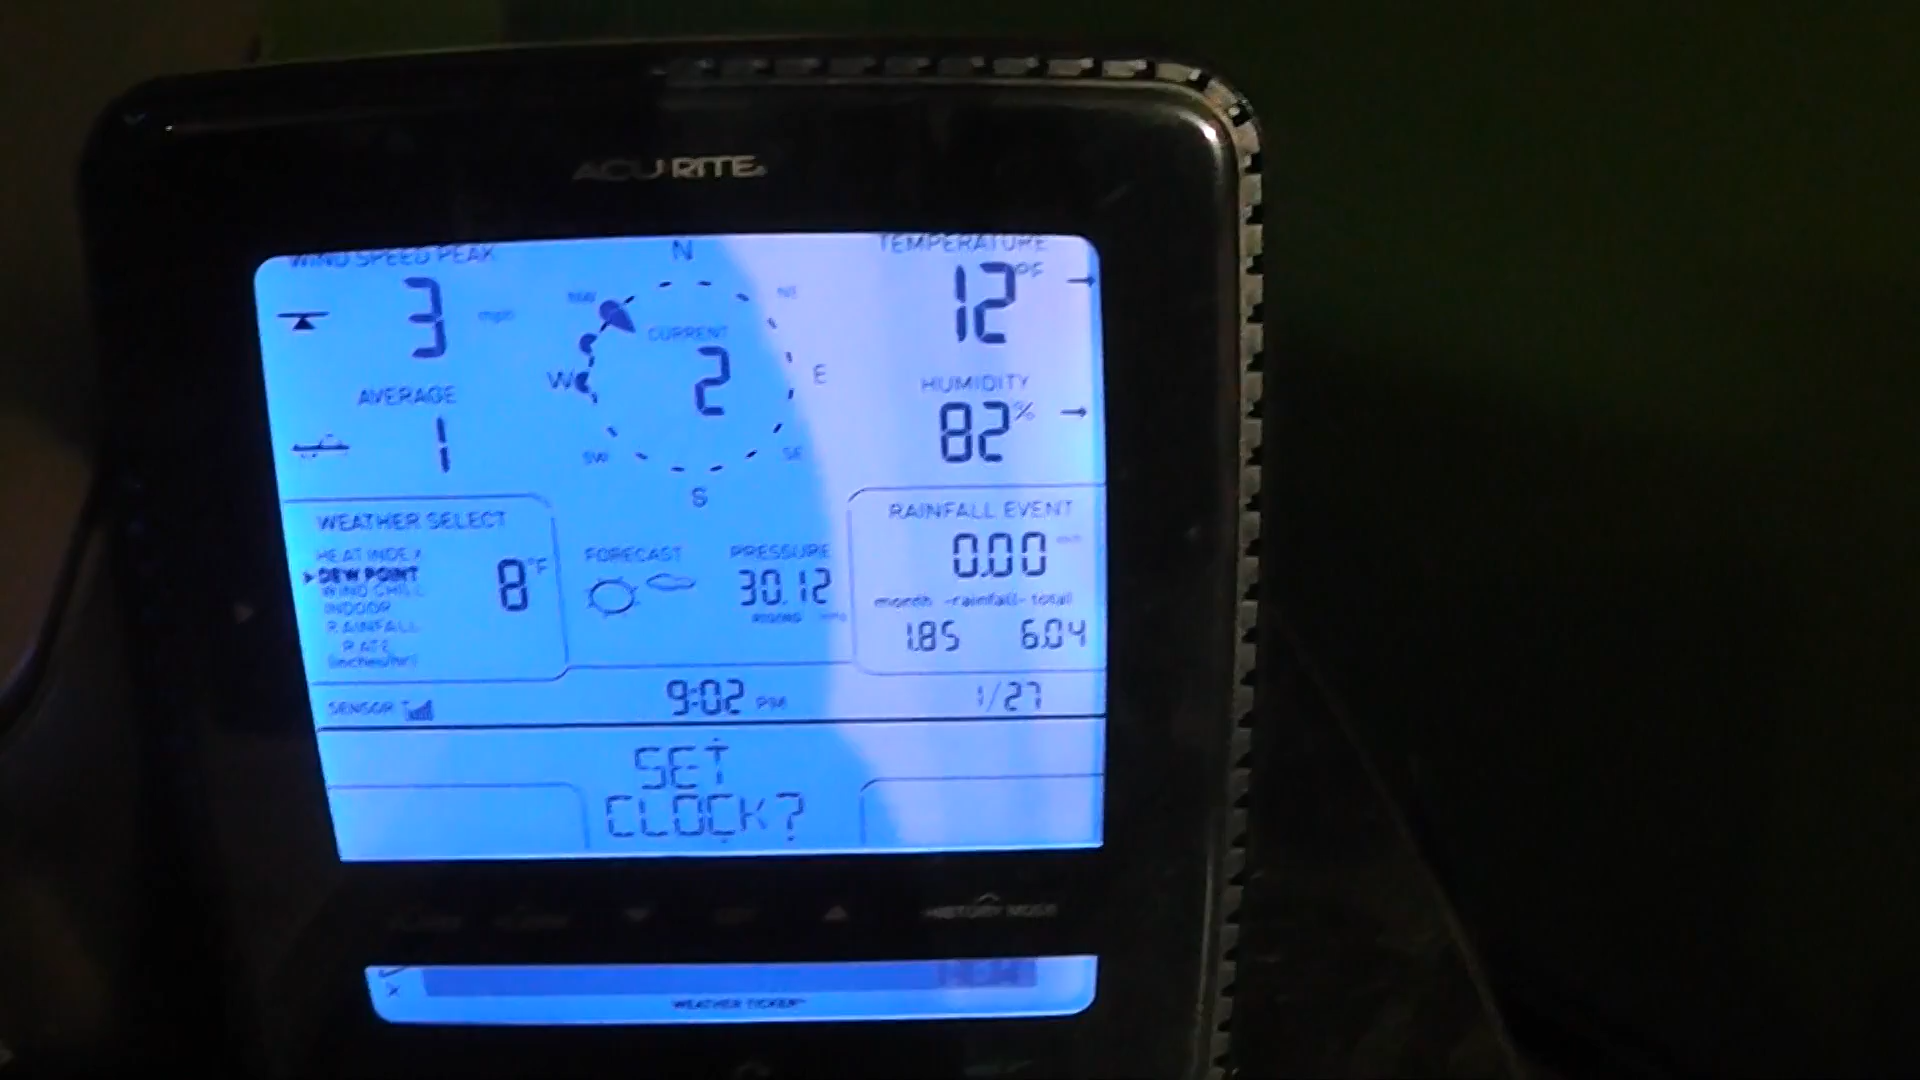 ACURITE
WIND SPEED PEAK
N
TEMPERATURE
3 mph
NW
NE
12 °F
CURRENT
2
W
E
HUMIDITY
82 %
AVERAGE
1
SW
SE
S
WEATHER SELECT
HEAT INDEX
DEW POINT
WIND CHILL
INDOOR
RAINFALL
RATE
(inches/hr)
8 °F
FORECAST
PRESSURE
30.12
RISING
RAINFALL EVENT
0.00
month -rainfall- total
1.85 6.04
SENSOR
9:02 PM
1/27
SET
CLOCK?
HISTORY MODE
WEATHER TICKER™